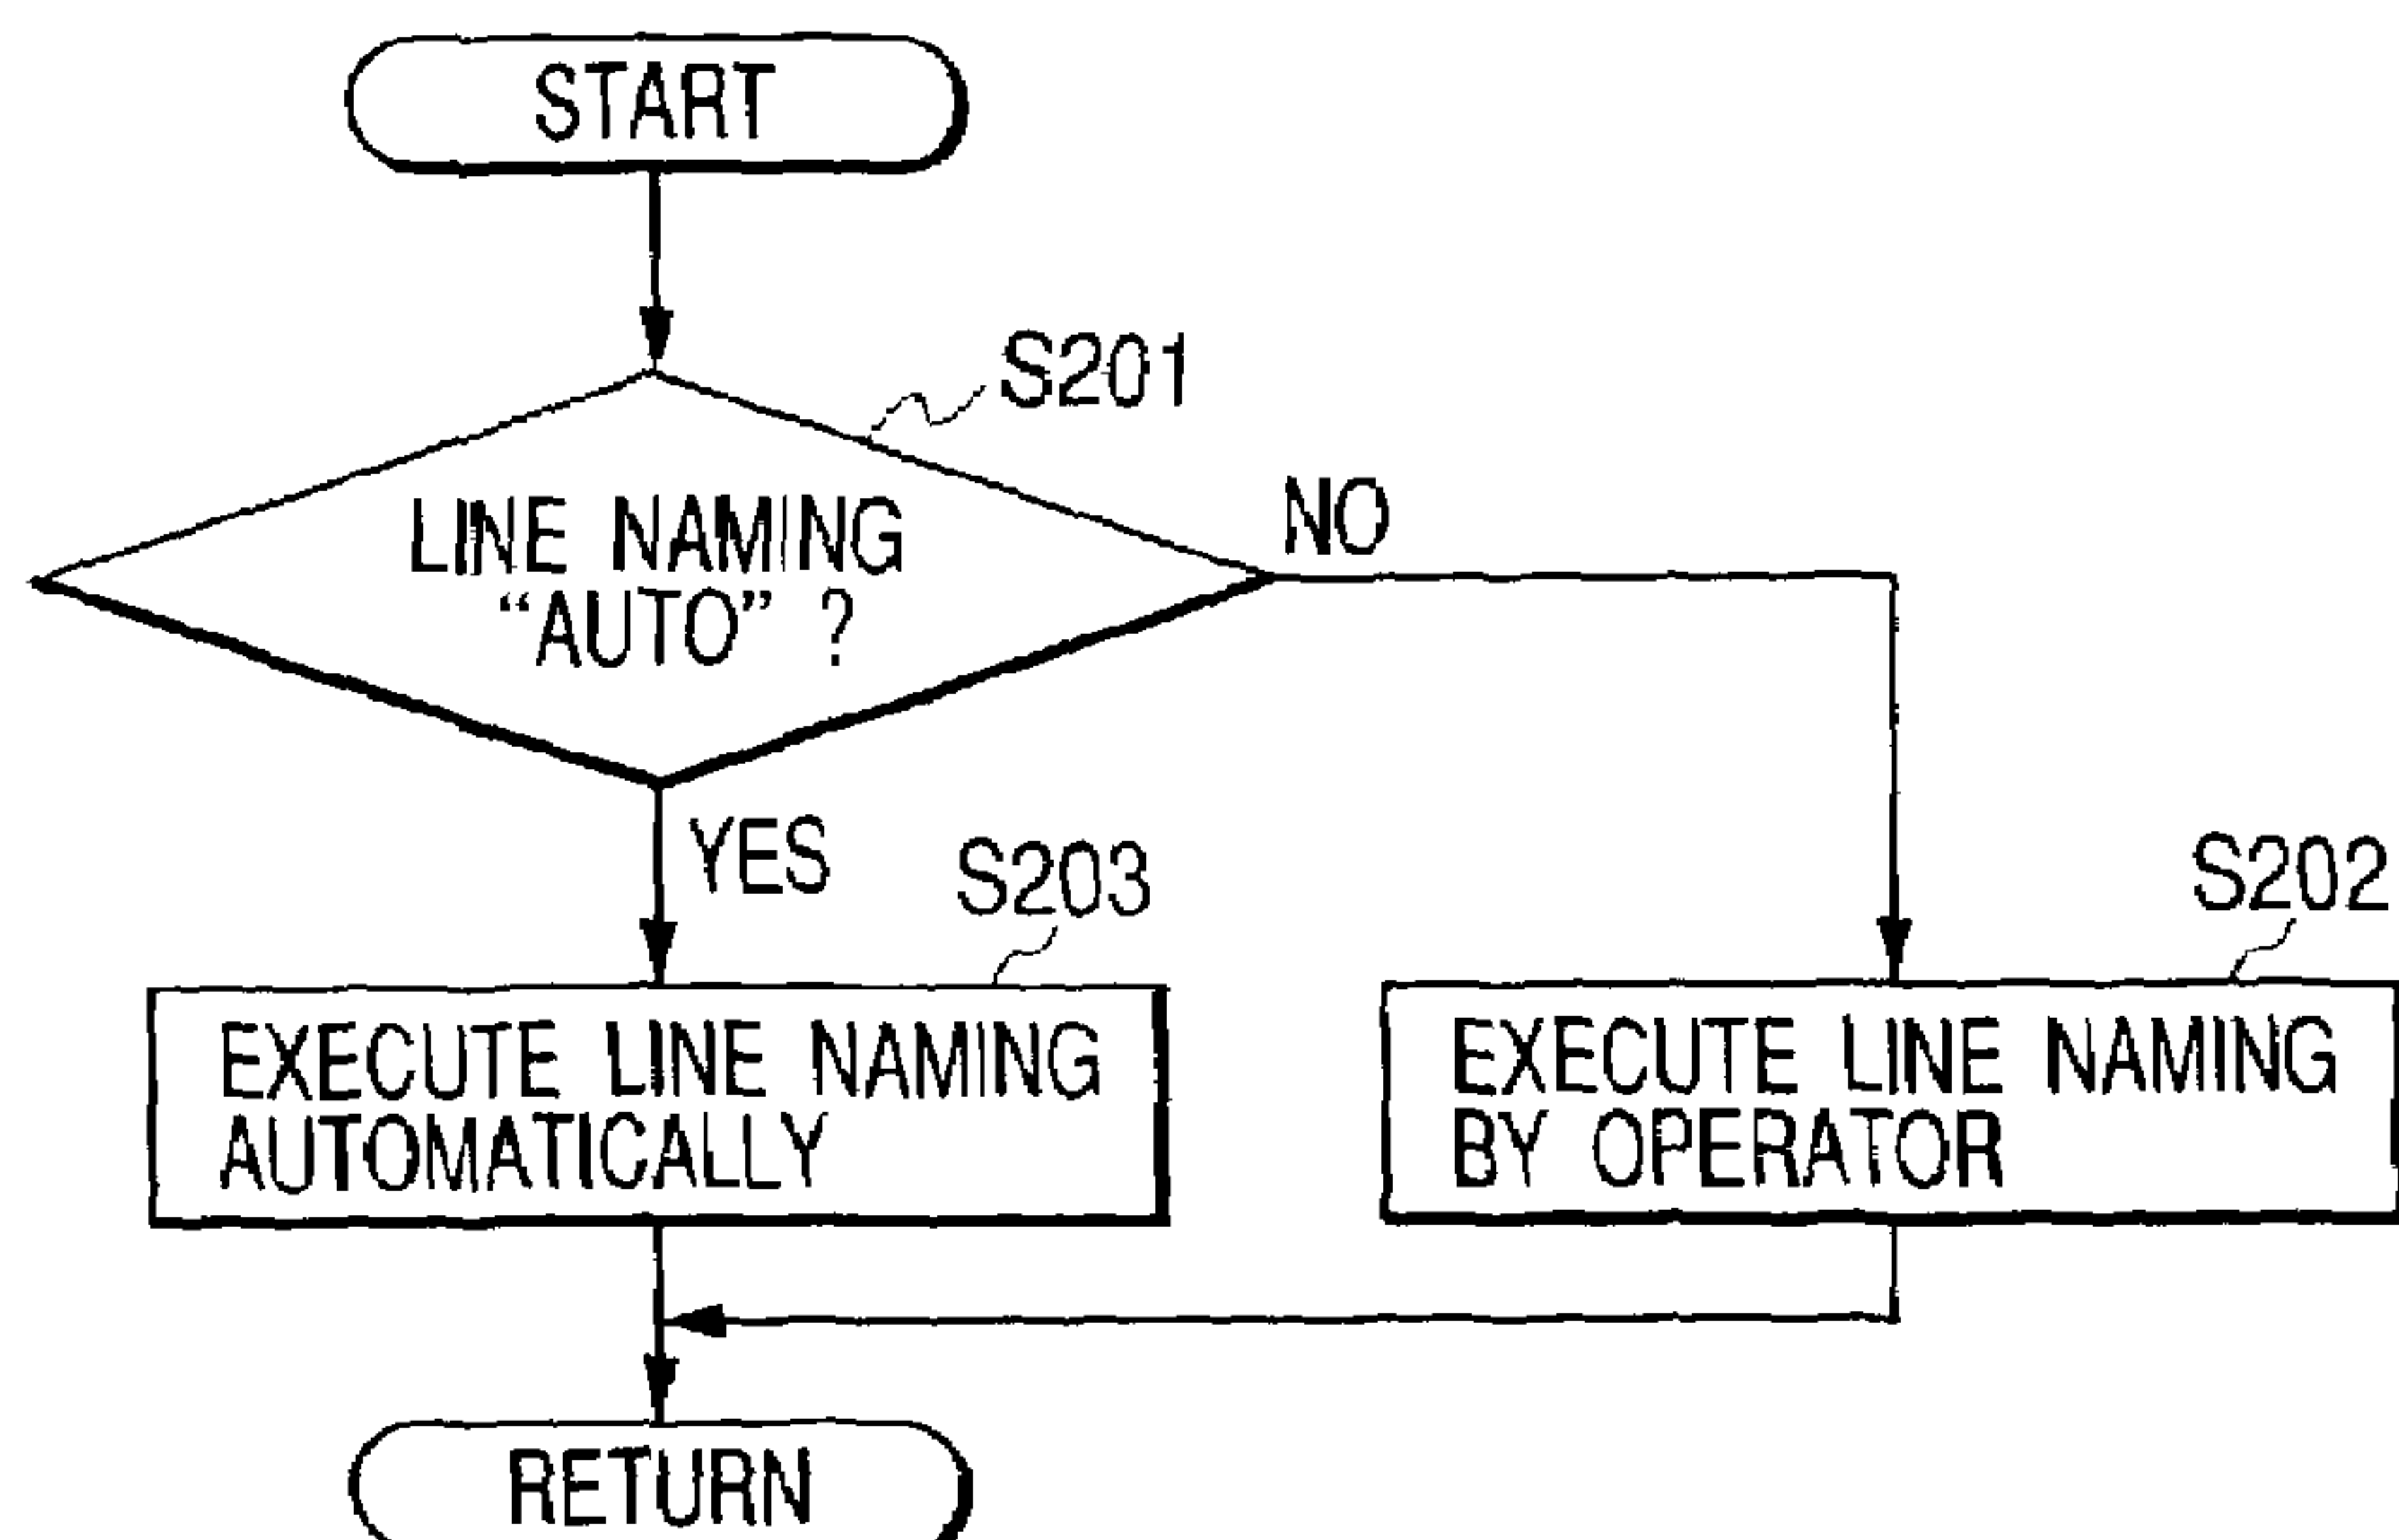 START
S201
LINE NAMING
“AUTO” ?
NO
YES
S203
S202
EXECUTE LINE NAMING
AUTOMATICALLY
EXECUTE LINE NAMING
BY OPERATOR
RETURN